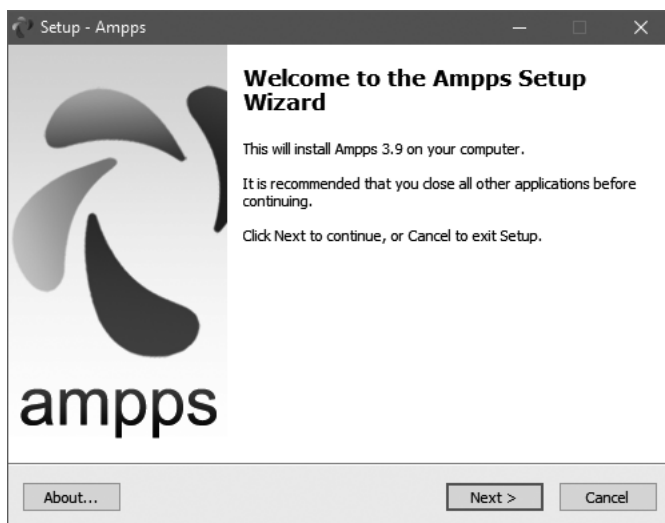 Setup - Ampps
Welcome to the Ampps Setup
Wizard
This will install Ampps 3.9 on your computer.
It is recommended that you close all other applications before
continuing.
Click Next to continue, or Cancel to exit Setup.
ampps
About...
Next >
Cancel